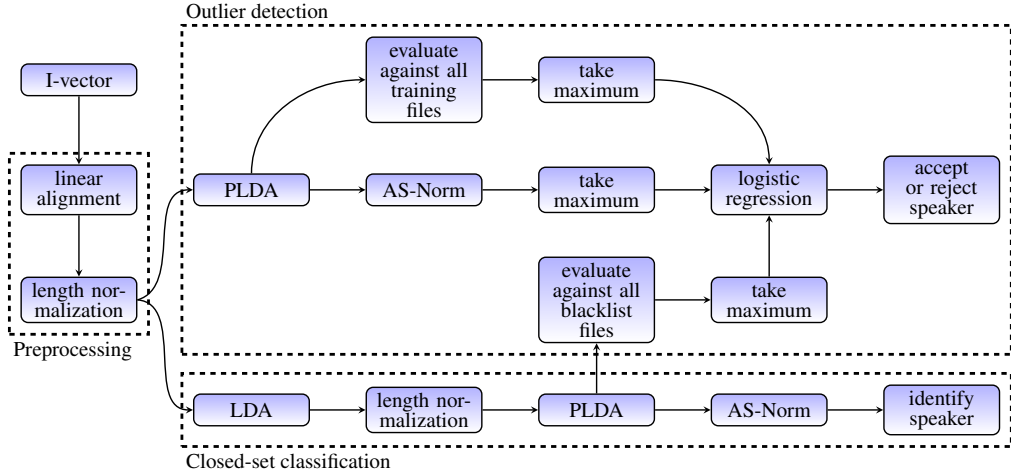 Outlier detection
I-vector
linear
alignment
length nor-
malization
Preprocessing
evaluate
against all
training
files
take
maximum
PLDA
AS-Norm
take
maximum
logistic
regression
accept
or reject
speaker
evaluate
against all
blacklist
files
take
maximum
LDA
length nor-
malization
PLDA
AS-Norm
identify
speaker
Closed-set classification